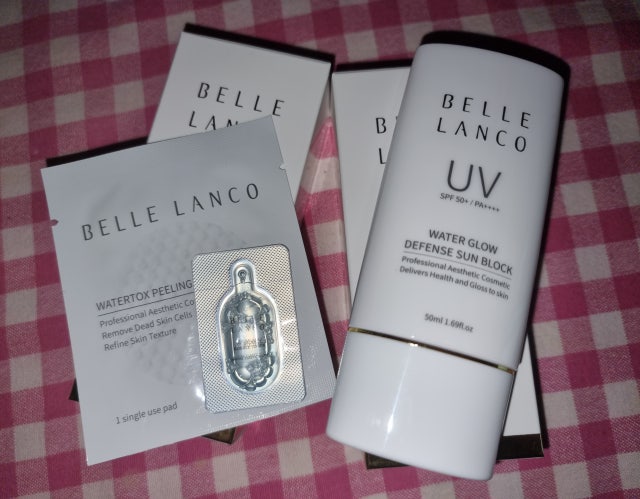 BELLE
LANCO
B
L
BELLE LANCO
WATERTOX PEELING
Professional Aesthetic Co
Remove Dead Skin Cells
Refine Skin Texture
1 single use pad
BELLE
LANCO
UV
SPF 50+ / PA++++
WATER GLOW
DEFENSE SUN BLOCK
Professional Aesthetic Cosmetic
Delivers Health and Gloss to skin
50ml 1.69fl.oz